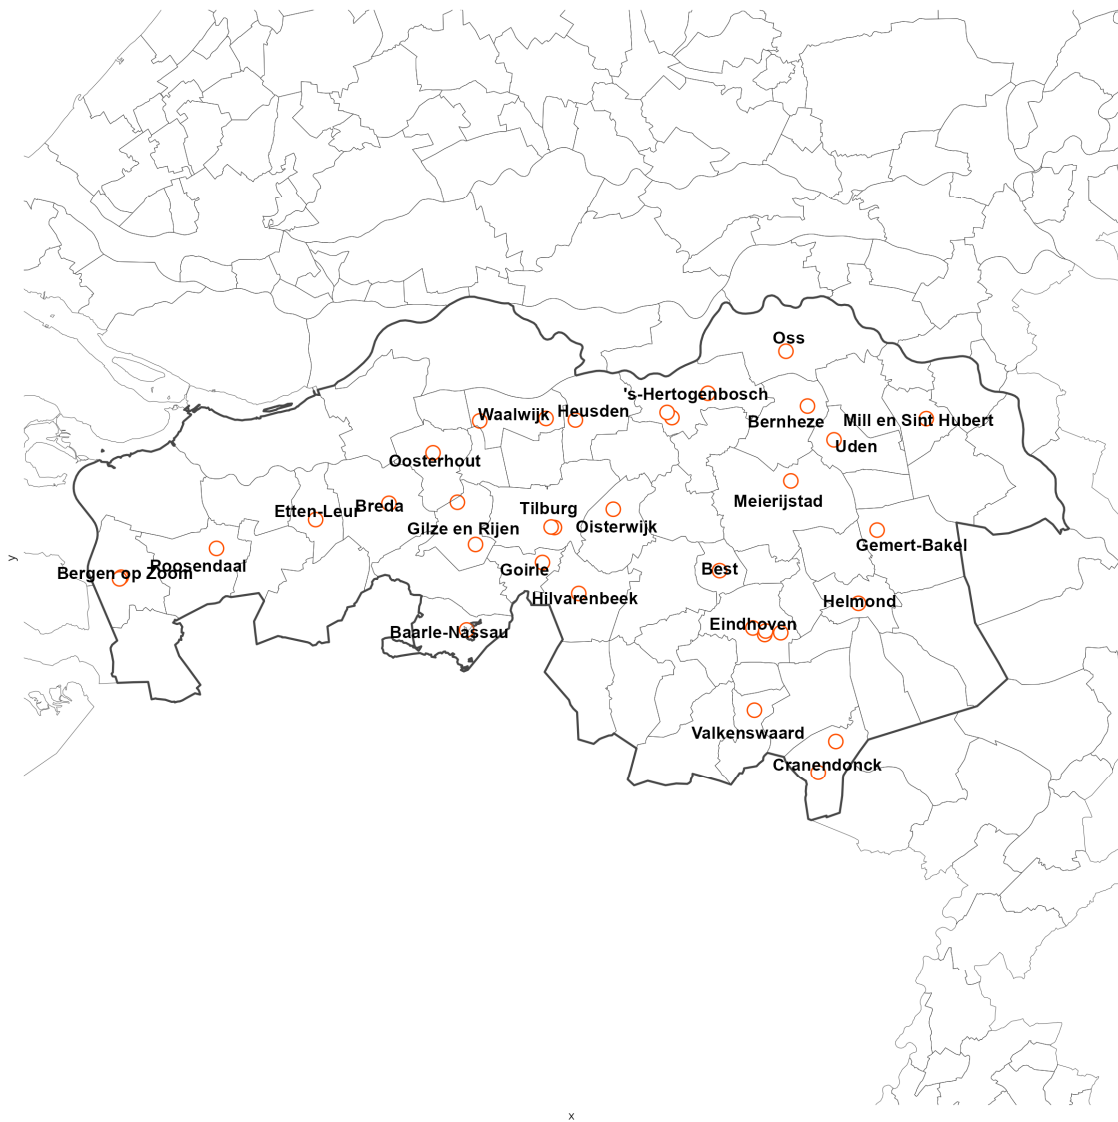 Oss
's-Hertogenbosch
Waalwijk
Heusden
Bernheze
Mill en Sint Hubert
Uden
Oosterhout
Meierijstad
Etten-Leur
Breda
Tilburg
Gilze en Rijen
Oisterwijk
Gemert-Bakel
Roosendaal
Bergen op Zoom
Goirle
Best
Hilvarenbeek
Helmond
Baarle-Nassau
Eindhoven
Valkenswaard
Cranendonck
y
x